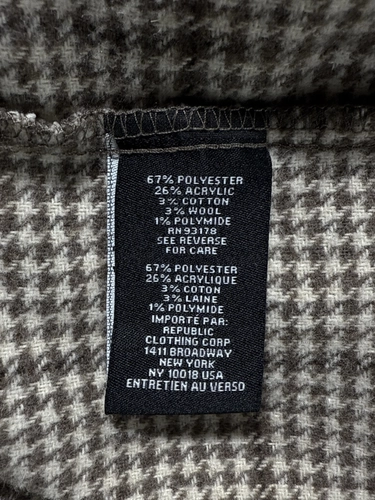 67% POLYESTER
26% ACRYLIC
3% COTTON
3% WOOL
1% POLYMIDE
RN 93178
SEE REVERSE
FOR CARE
67% POLYESTER
26% ACRYLIQUE
3% COTON
3% LAINE
1% POLYMIDE
IMPORTÉ PAR:
REPUBLIC
CLOTHING CORP
1411 BROADWAY
NEW YORK
NY 10018 USA
ENTRETIEN AU VERSO